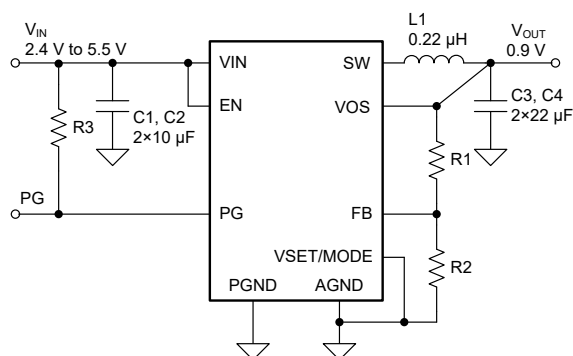 V_IN
2.4 V to 5.5 V
R3
C1, C2
2×10 µF
PG
VIN
EN
PG
PGND
AGND
SW
VOS
FB
VSET/MODE
L1
0.22 µH
V_OUT
0.9 V
C3, C4
2×22 µF
R1
R2